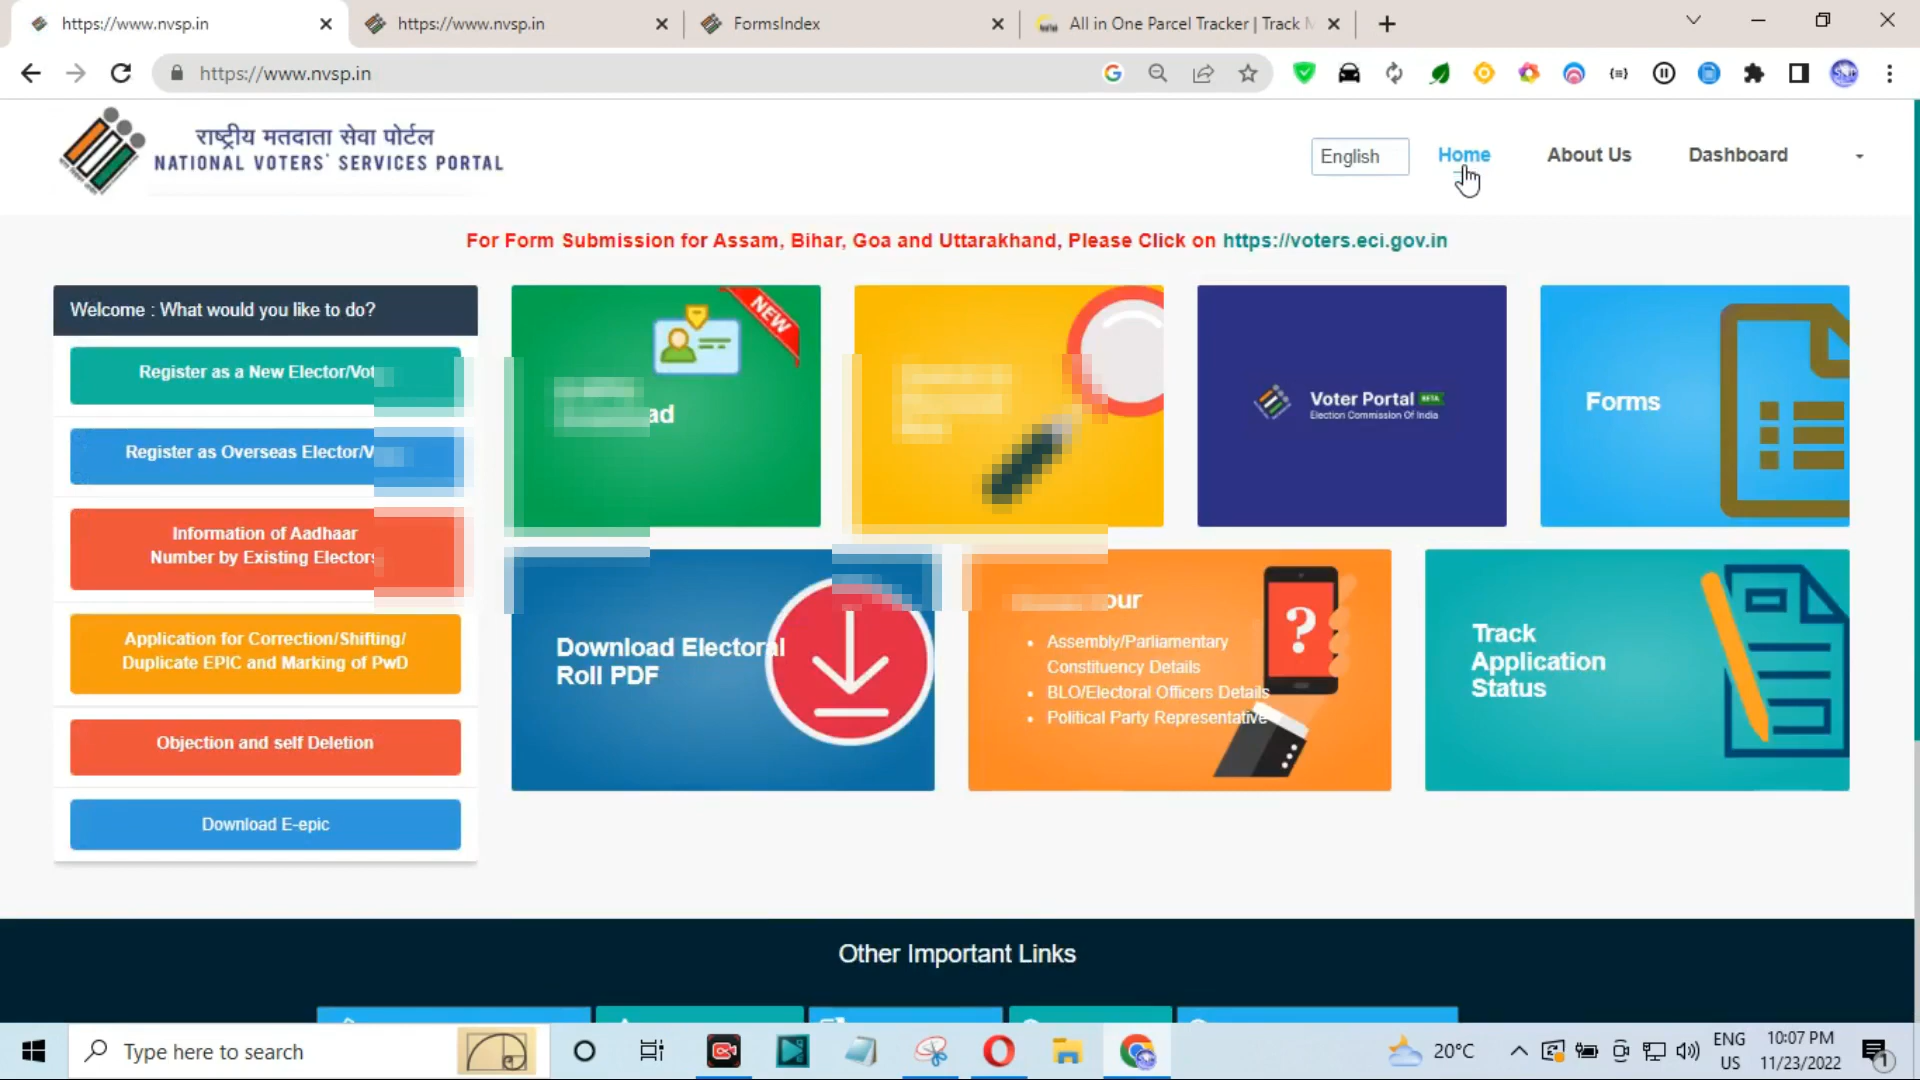 https://www.nvsp.in
https://www.nvsp.in
FormsIndex
All in One Parcel Tracker | Track
https://www.nvsp.in
राष्ट्रीय मतदाता सेवा पोर्टल
NATIONAL VOTERS' SERVICES PORTAL
English
Home
About Us
Dashboard
For Form Submission for Assam, Bihar, Goa and Uttarakhand, Please Click on https://voters.eci.gov.in
Welcome : What would you like to do?
Register as a New Elector/
Register as Overseas Elector/
Information of Aadhaar
Number by Existing Electors
Application for Correction/Shifting/
Duplicate EPIC and Marking of PwD
Objection and self Deletion
Download E-epic
NEW
Voter Portal BETA
Election Commission Of India
Forms
Download Electoral
Roll PDF
Assembly/Parliamentary
Constituency Details
BLO/Electoral Officers Details
Political Party Representative
?
Track
Application
Status
Other Important Links
Type here to search
20°C
ENG
US
10:07 PM
11/23/2022
1